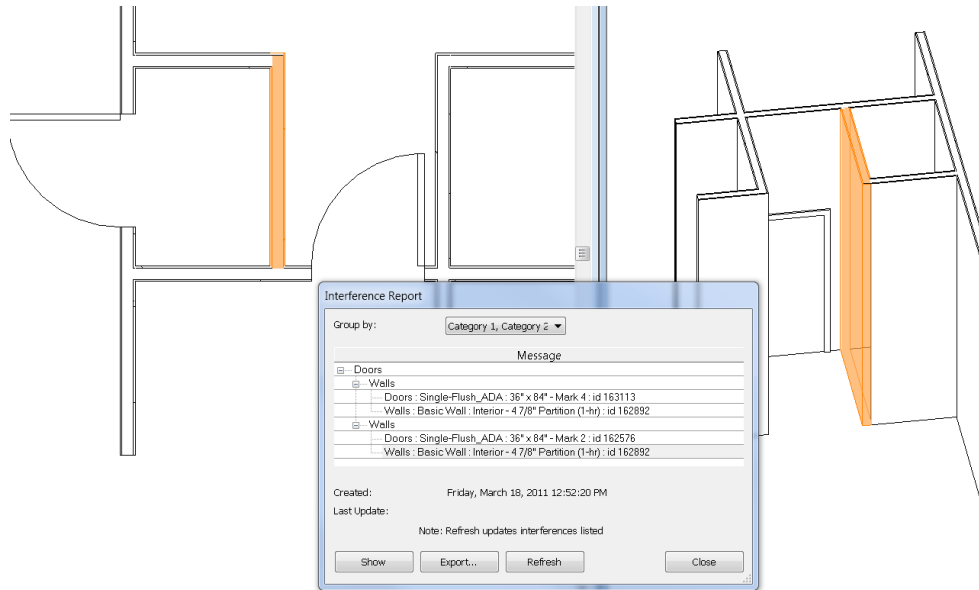 Interference Report
Group by: Category 1, Category 2
Message
Doors
Walls
Doors : Single-Flush_ADA : 36" x 84" - Mark 4 : id 163113
Walls : Basic Wall : Interior - 4 7/8" Partition (1-hr) : id 162892
Walls
Doors : Single-Flush_ADA : 36" x 84" - Mark 2 : id 162576
Walls : Basic Wall : Interior - 4 7/8" Partition (1-hr) : id 162892
Created: Friday, March 18, 2011 12:52:20 PM
Last Update:
Note: Refresh updates interferences listed
Show Export... Refresh Close